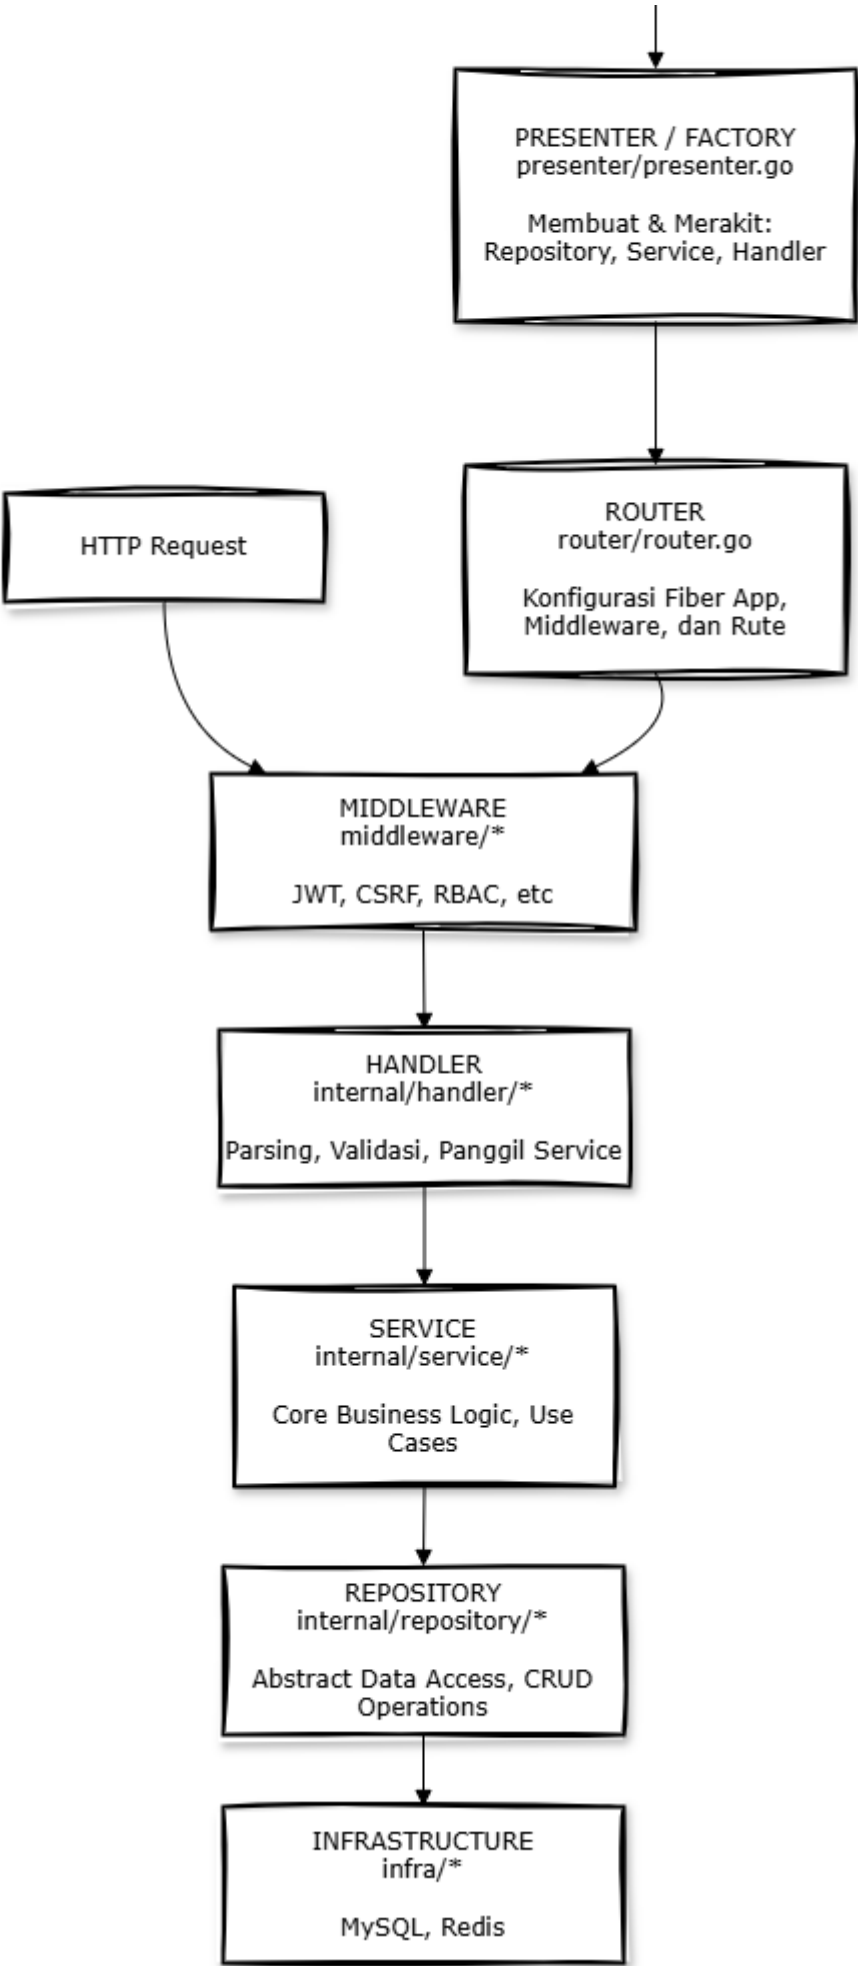 PRESENTER / FACTORY
presenter/presenter.go
Membuat & Merakit:
Repository, Service, Handler
HTTP Request
ROUTER
router/router.go
Konfigurasi Fiber App,
Middleware, dan Rute
MIDDLEWARE
middleware/*
JWT, CSRF, RBAC, etc
HANDLER
internal/handler/*
Parsing, Validasi, Panggil Service
SERVICE
internal/service/*
Core Business Logic, Use
Cases
REPOSITORY
internal/repository/*
Abstract Data Access, CRUD
Operations
INFRASTRUCTURE
infra/*
MySQL, Redis